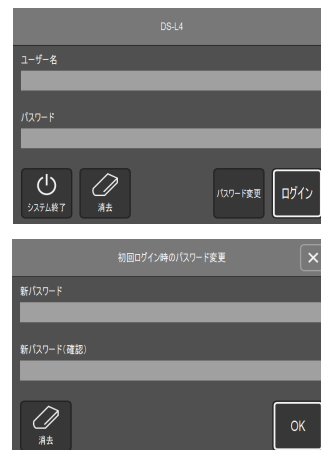 DS-L4
ユーザー名
パスワード
システム終了
消去
パスワード変更
ログイン
初回ログイン時のパスワード変更
新パスワード
新パスワード(確認)
消去
OK